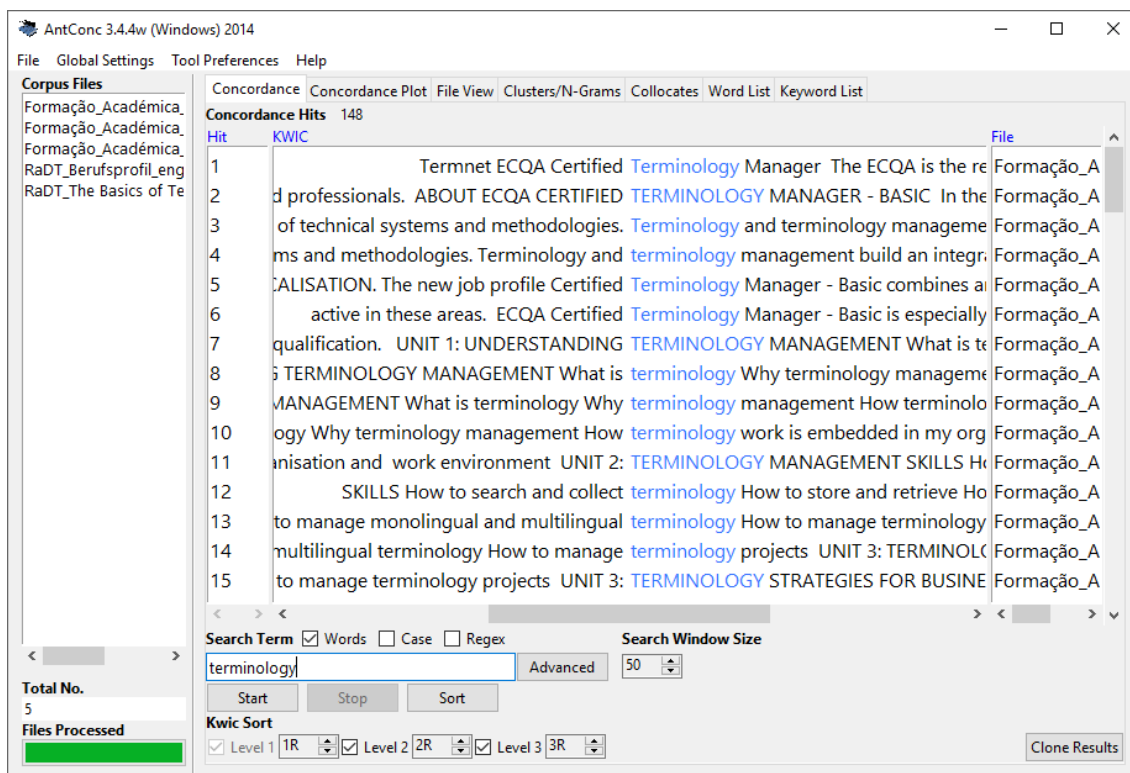 AntConc 3.4.4w (Windows) 2014
File Global Settings Tool Preferences Help
Corpus Files
Formação_Académica_
Formação_Académica_
Formação_Académica_
RaDT_Berufsprofil_eng
RaDT_The Basics of Te
Total No.
5
Files Processed
Concordance Concordance Plot File View Clusters/N-Grams Collocates Word List Keyword List
Concordance Hits 148
Hit KWIC File
1 Termnet ECQA Certified Terminology Manager The ECQA is the re Formação_A
2 d professionals. ABOUT ECQA CERTIFIED TERMINOLOGY MANAGER - BASIC In the Formação_A
3 of technical systems and methodologies. Terminology and terminology manageme Formação_A
4 ms and methodologies. Terminology and terminology management build an integr Formação_A
5 CALISATION. The new job profile Certified Terminology Manager - Basic combines a Formação_A
6 active in these areas. ECQA Certified Terminology Manager - Basic is especially Formação_A
7 qualification. UNIT 1: UNDERSTANDING TERMINOLOGY MANAGEMENT What is te Formação_A
8 G TERMINOLOGY MANAGEMENT What is terminology Why terminology manageme Formação_A
9 MANAGEMENT What is terminology Why terminology management How terminolo Formação_A
10 ogy Why terminology management How terminology work is embedded in my org Formação_A
11 anisation and work environment UNIT 2: TERMINOLOGY MANAGEMENT SKILLS Ho Formação_A
12 SKILLS How to search and collect terminology How to store and retrieve Ho Formação_A
13 to manage monolingual and multilingual terminology How to manage terminology Formação_A
14 multilingual terminology How to manage terminology projects UNIT 3: TERMINOL Formação_A
15 to manage terminology projects UNIT 3: TERMINOLOGY STRATEGIES FOR BUSINE Formação_A
Search Term Words Case Regex Search Window Size
terminology Advanced 50
Start Stop Sort
Kwic Sort
Level 1 1R Level 2 2R Level 3 3R Clone Results